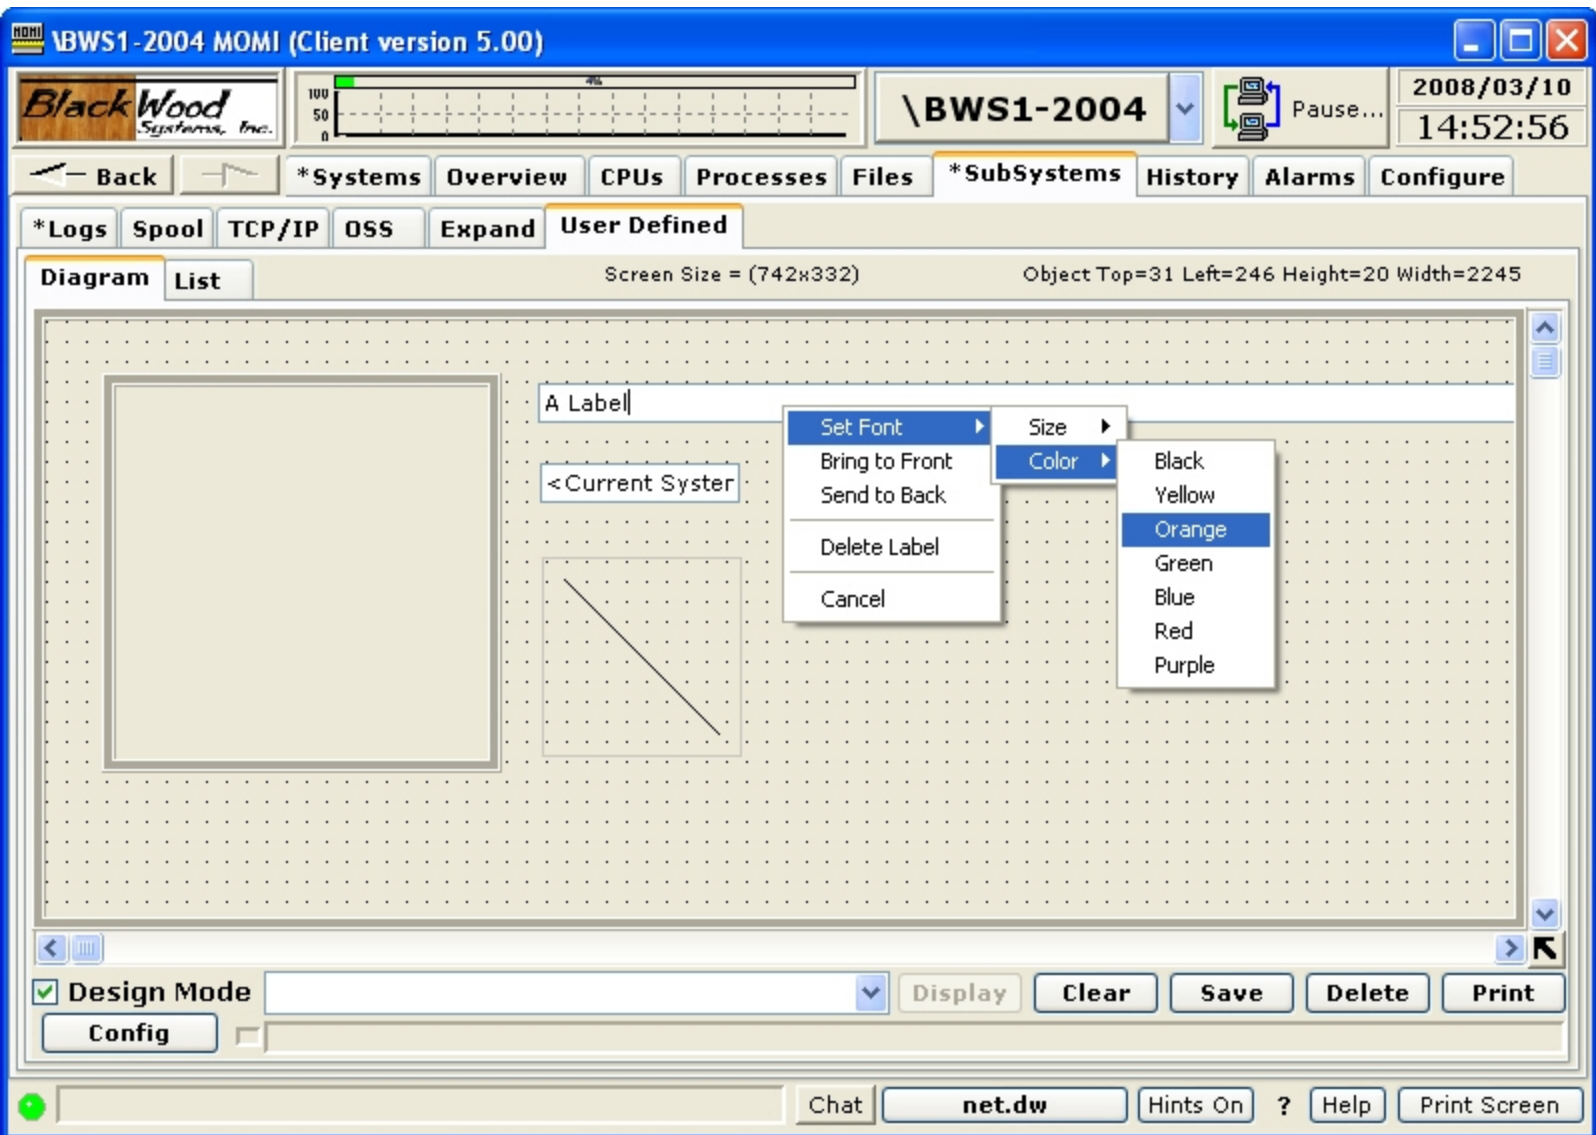 MOMI \BWS1-2004 MOMI (Client version 5.00)
BlackWood
Systems, Inc.
4%
100
50
0
\BWS1-2004
Pause...
2008/03/10
14:52:56
Back *Systems Overview CPUs Processes Files *SubSystems History Alarms Configure
*Logs Spool TCP/IP OSS Expand User Defined
Diagram List Screen Size = (742x332) Object Top=31 Left=246 Height=20 Width=2245
A Label
<Current Syster
Set Font
Bring to Front
Send to Back
Delete Label
Cancel
Size
Color
Black
Yellow
Orange
Green
Blue
Red
Purple
Design Mode Display Clear Save Delete Print
Config
Chat net.dw Hints On ? Help Print Screen